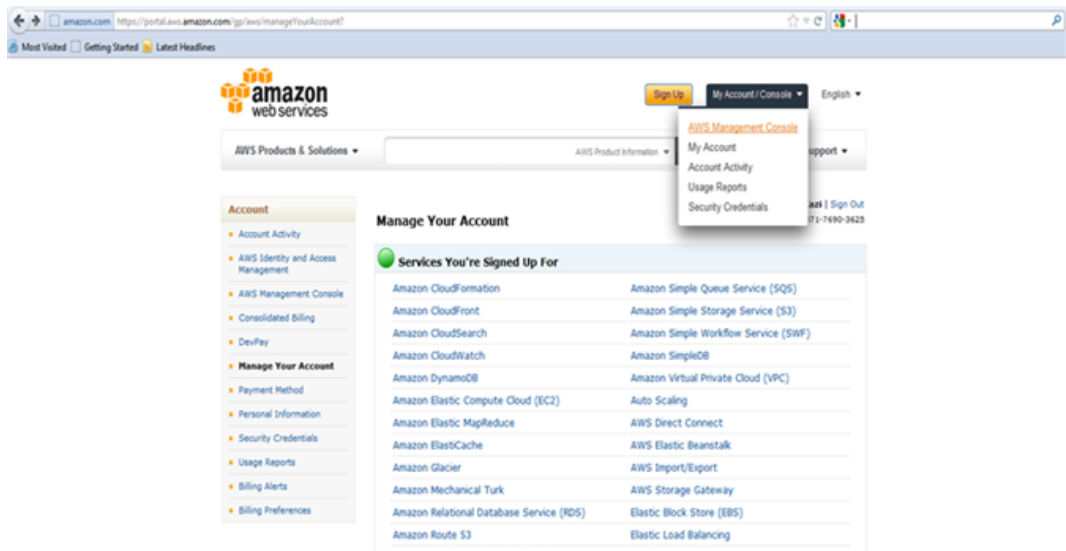 amazon.com https://portal.aws.amazon.com/gp/aws/manageYourAccount?
Most Visited Getting Started Latest Headlines
amazon
web services
Sign Up
My Account / Console
English
AWS Management Console
My Account
Account Activity
Usage Reports
Security Credentials
AWS Products & Solutions
AWS Product Information
upport
azi | Sign Out
71-7690-3625
Account
Account Activity
AWS Identity and Access
Management
AWS Management Console
Consolidated Billing
DevPay
Manage Your Account
Payment Method
Personal Information
Security Credentials
Usage Reports
Billing Alerts
Billing Preferences
Manage Your Account
Services You're Signed Up For
Amazon CloudFormation
Amazon CloudFront
Amazon CloudSearch
Amazon CloudWatch
Amazon DynamoDB
Amazon Elastic Compute Cloud (EC2)
Amazon Elastic MapReduce
Amazon ElastiCache
Amazon Glacier
Amazon Mechanical Turk
Amazon Relational Database Service (RDS)
Amazon Route 53
Amazon Simple Queue Service (SQS)
Amazon Simple Storage Service (S3)
Amazon Simple Workflow Service (SWF)
Amazon SimpleDB
Amazon Virtual Private Cloud (VPC)
Auto Scaling
AWS Direct Connect
AWS Elastic Beanstalk
AWS Import/Export
AWS Storage Gateway
Elastic Block Store (EBS)
Elastic Load Balancing